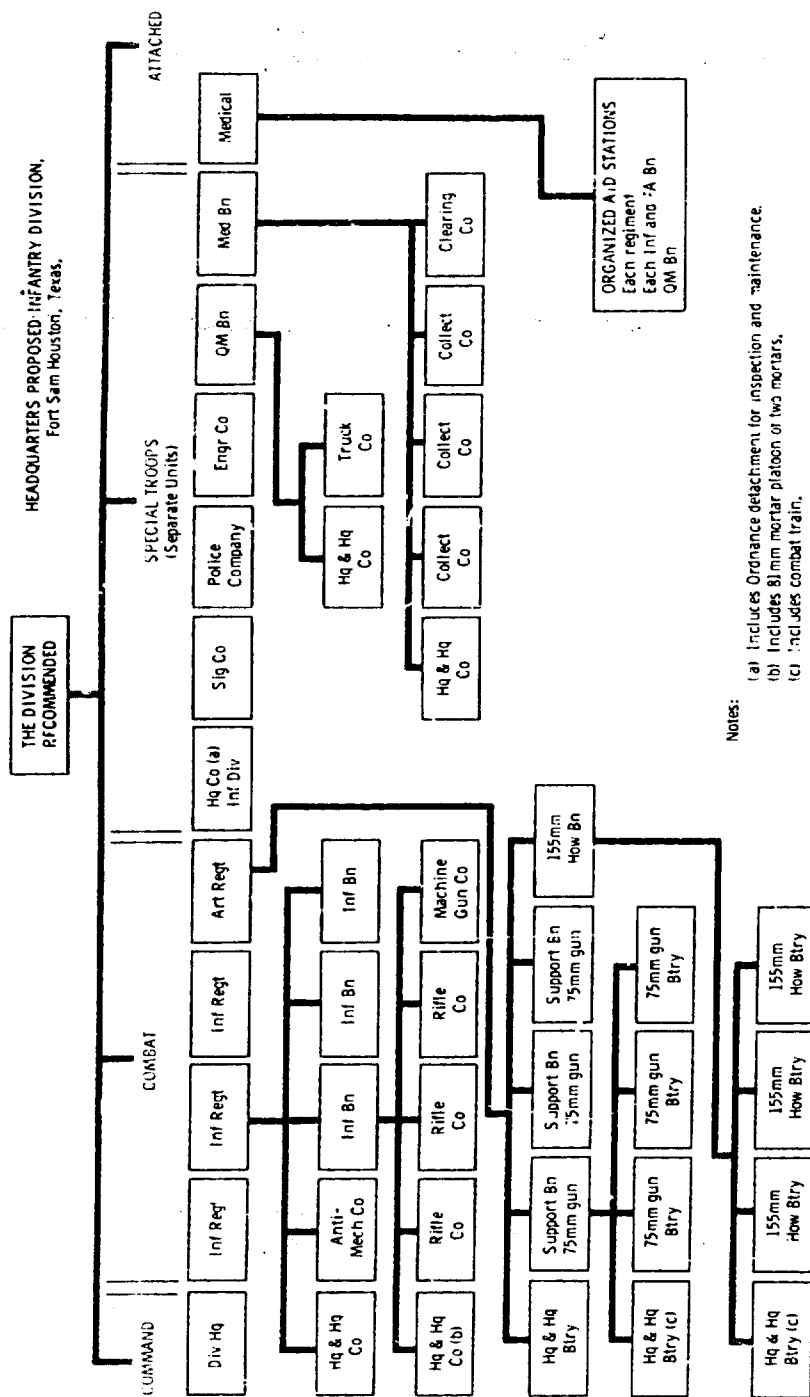 HEADQUARTERS PROPOSED INFANTRY DIVISION,
Fort Sam Houston, Texas.
THE DIVISION
RECOMMENDED
COMMAND
COMBAT
SPECIAL TROOPS
(Separate Units)
ATTACHED
Div Hq
Inf Regt
Inf Regt
Inf Regt
Art Regt
Hq Co (a)
Inf Div
Sig Co
Police
Company
Engr Co
QM Bn
Med Bn
Medical
Hq & Hq
Co
Anti-
Mech Co
Inf Bn
Inf Bn
Inf Bn
Hq & Hq
Co
Truck
Co
Hq & Hq
Co (b)
Rifle
Co
Rifle
Co
Rifle
Co
Machine
Gun Co
Hq & Hq
Co
Collect
Co
Collect
Co
Collect
Co
Clearing
Co
Hq & Hq
Btry
Support Bn
75mm gun
Support Bn
75mm gun
Support Bn
75mm gun
155mm
How Bn
ORGANIZED AID STATIONS
Each regiment
Each Inf and FA Bn
QM Bn
Hq & Hq
Btry (c)
75mm gun
Btry
75mm gun
Btry
75mm gun
Btry
Hq & Hq
Btry (c)
155mm
How Btry
155mm
How Btry
155mm
How Btry
Notes:
(a) Includes Ordnance detachment for inspection and maintenance.
(b) Includes 81mm mortar platoon of two mortars.
(c) Includes combat train.